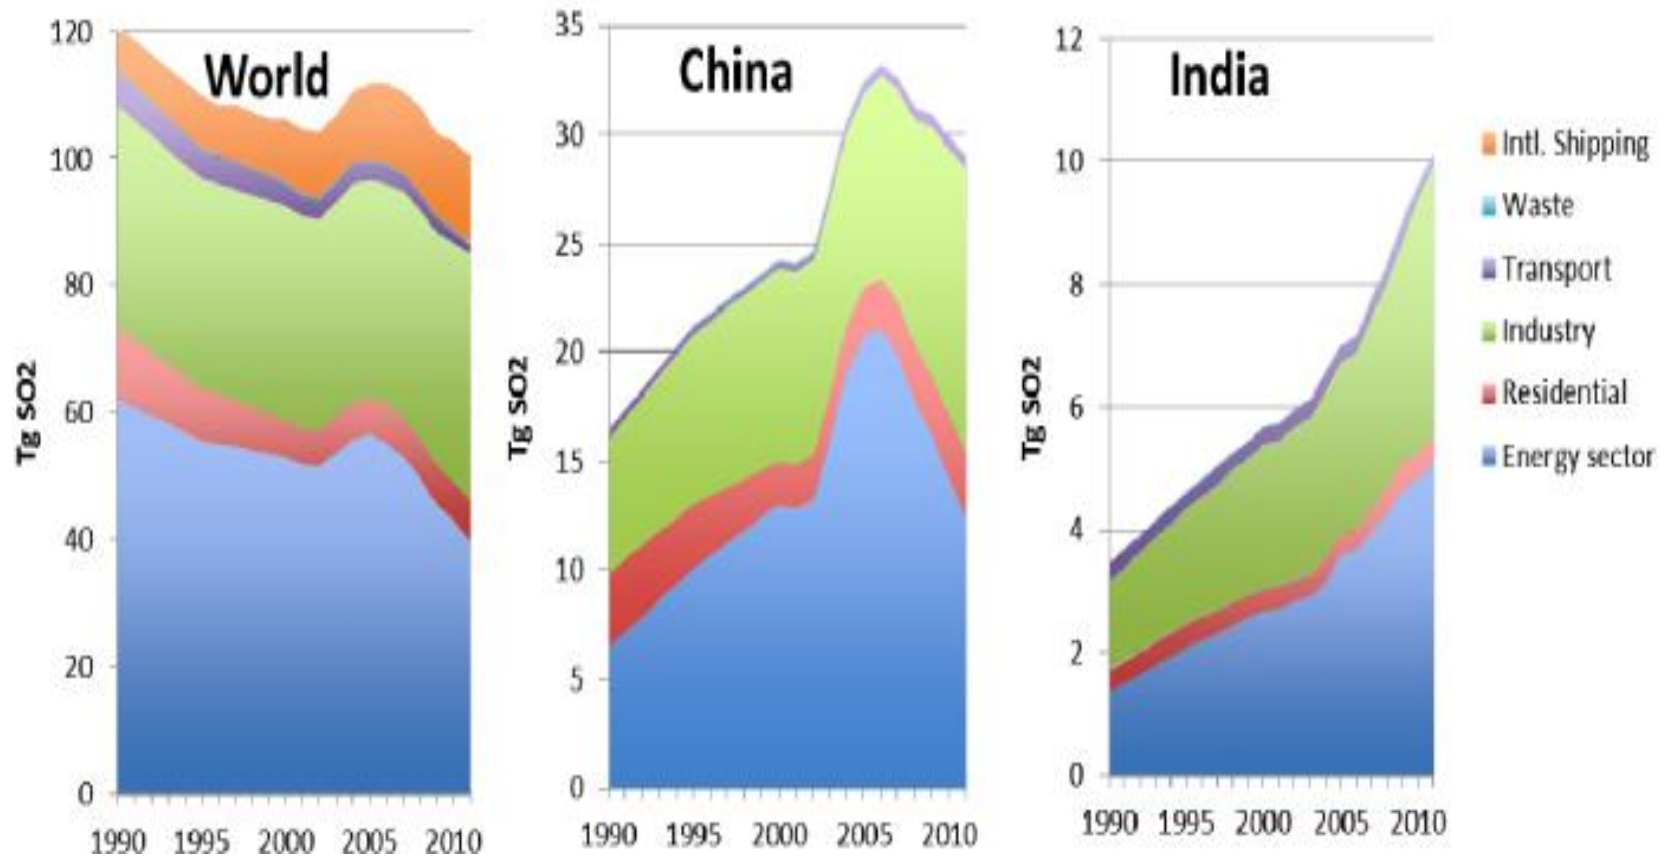 World
120
100
80
60
40
20
0
Tg SO2
1990 1995 2000 2005 2010
China
35
30
25
20
15
10
5
0
Tg SO2
1990 1995 2000 2005 2010
India
12
10
8
6
4
2
0
Tg SO2
1990 1995 2000 2005 2010
Intl. Shipping
Waste
Transport
Industry
Residential
Energy sector